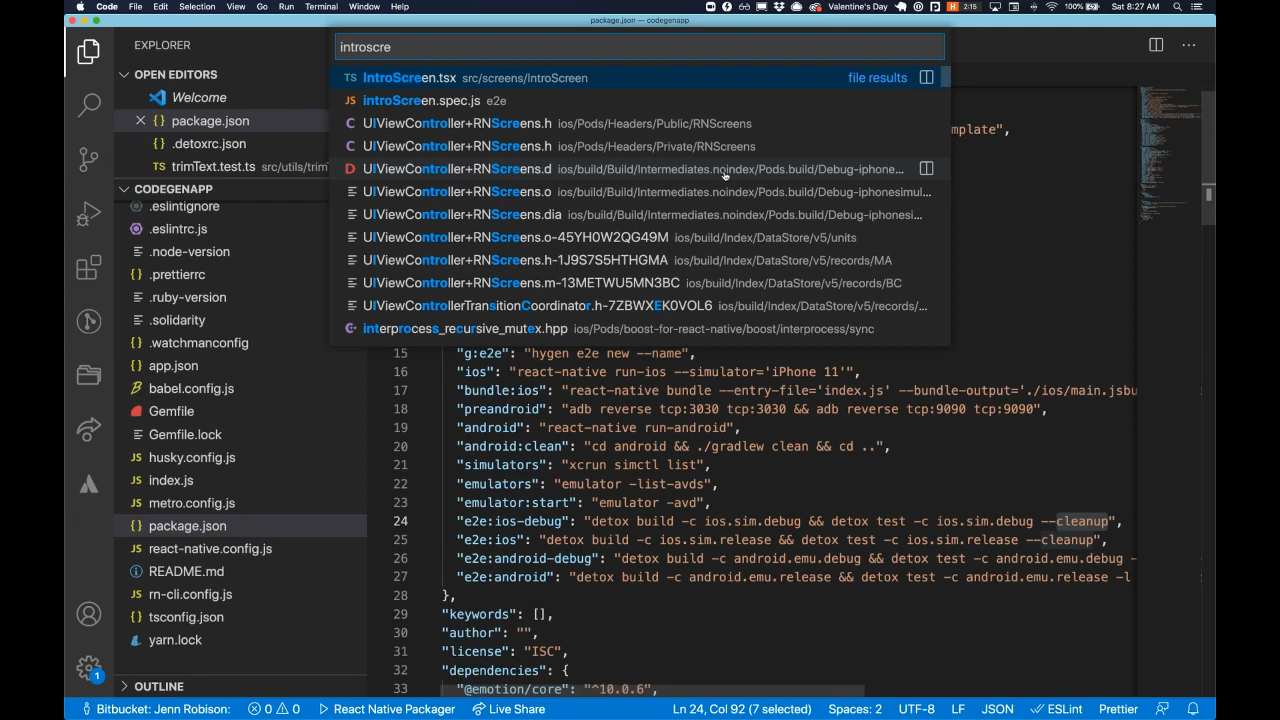 Code File Edit Selection View Go Run Terminal Window Help
Valentine's Day H 2:15 100% Sat 8:27 AM
package.json — codegenapp
EXPLORER
OPEN EDITORS
Welcome
{ } package.json
{ } .detoxrc.json
TS trimText.test.ts src/utils/trim
CODEGENAPP
.eslintignore
.eslintrc.js
.node-version
.prettierrc
.ruby-version
.solidarity
.watchmanconfig
{ } app.json
babel.config.js
Gemfile
Gemfile.lock
JS husky.config.js
JS index.js
JS metro.config.js
{ } package.json
JS react-native.config.js
README.md
JS rn-cli.config.js
{ } tsconfig.json
yarn.lock
OUTLINE
introscre
TS IntroScreen.tsx src/screens/IntroScreen file results
JS introScreen.spec.js e2e
C UIViewController+RNScreens.h ios/Pods/Headers/Public/RNScreens
C UIViewController+RNScreens.h ios/Pods/Headers/Private/RNScreens
D UIViewController+RNScreens.d ios/build/Build/Intermediates.noindex/Pods.build/Debug-iphone...
UIViewController+RNScreens.o ios/build/Build/Intermediates.noindex/Pods.build/Debug-iphonesimul...
UIViewController+RNScreens.dia ios/build/Build/Intermediates.noindex/Pods.build/Debug-iphonesi...
UIViewController+RNScreens.o-45YH0W2QG49M ios/build/Index/DataStore/v5/units
UIViewController+RNScreens.h-1J9S7S5HTHGMA ios/build/Index/DataStore/v5/records/MA
UIViewController+RNScreens.m-13METWU5MN3BC ios/build/Index/DataStore/v5/records/BC
UIViewControllerTransitionCoordinator.h-7ZBWXEK0VOL6 ios/build/Index/DataStore/v5/records/...
interprocess_recursive_mutex.hpp ios/Pods/boost-for-react-native/boost/interprocess/sync
template",
15 "g:e2e": "hygen e2e new --name",
16 "ios": "react-native run-ios --simulator='iPhone 11'",
17 "bundle:ios": "react-native bundle --entry-file='index.js' --bundle-output='./ios/main.jsbu
18 "preandroid": "adb reverse tcp:3030 tcp:3030 && adb reverse tcp:9090 tcp:9090",
19 "android": "react-native run-android",
20 "android:clean": "cd android && ./gradlew clean && cd ..",
21 "simulators": "xcrun simctl list",
22 "emulators": "emulator -list-avds",
23 "emulator:start": "emulator -avd",
24 "e2e:ios-debug": "detox build -c ios.sim.debug && detox test -c ios.sim.debug --cleanup",
25 "e2e:ios": "detox build -c ios.sim.release && detox test -c ios.sim.release --cleanup",
26 "e2e:android-debug": "detox build -c android.emu.debug && detox test -c android.emu.debug -
27 "e2e:android": "detox build -c android.emu.release && detox test -c android.emu.release -l
28 },
29 "keywords": [],
30 "author": "",
31 "license": "ISC",
32 "dependencies": {
33 "@emotion/core": "^10.0.6",
1
Bitbucket: Jenn Robison: 0 0 React Native Packager Live Share Ln 24, Col 92 (7 selected) Spaces: 2 UTF-8 LF JSON ESLint Prettier